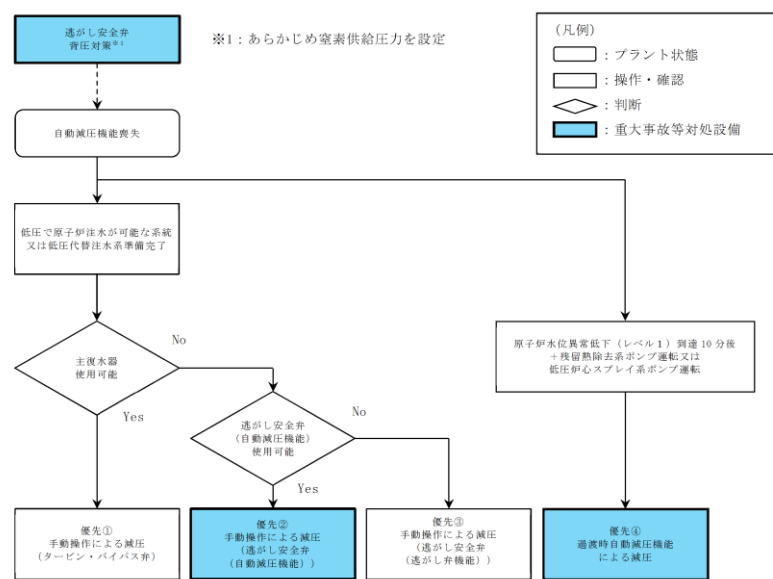 逃がし安全弁
背圧対策※1
※1：あらかじめ窒素供給圧力を設定
(凡例)
：プラント状態
：操作・確認
：判断
：重大事故等対処設備
自動減圧機能喪失
低圧で原子炉注水が可能な系統
又は低圧代替注水系準備完了
原子炉水位異常低下（レベル１）到達10分後
＋残留熱除去系ポンプ運転又は
低圧炉心スプレイ系ポンプ運転
主復水器
使用可能
No
Yes
逃がし安全弁
(自動減圧機能)
使用可能
No
Yes
優先①
手動操作による減圧
(タービン・バイパス弁)
優先②
手動操作による減圧
(逃がし安全弁
(自動減圧機能))
優先③
手動操作による減圧
(逃がし安全弁
(逃がし弁機能))
優先④
過渡時自動減圧機能
による減圧